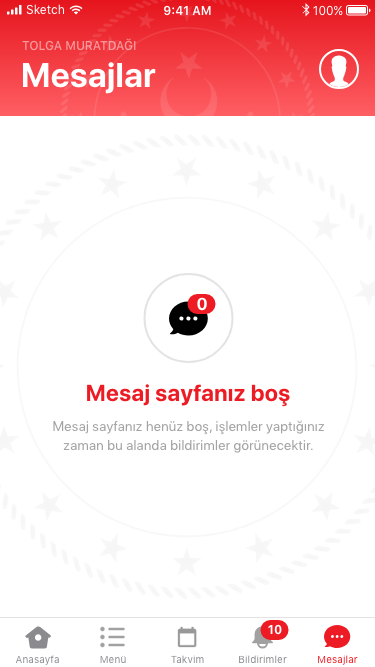 Sketch
9:41 AM
100%
TOLGA MURATDAĞI
Mesajlar
0
Mesaj sayfanız boş
Mesaj sayfanız henüz boş, işlemler yaptığınız
zaman bu alanda bildirimler görünecektir.
10
Anasayfa
Menü
Takvim
Bildirimler
Mesajlar